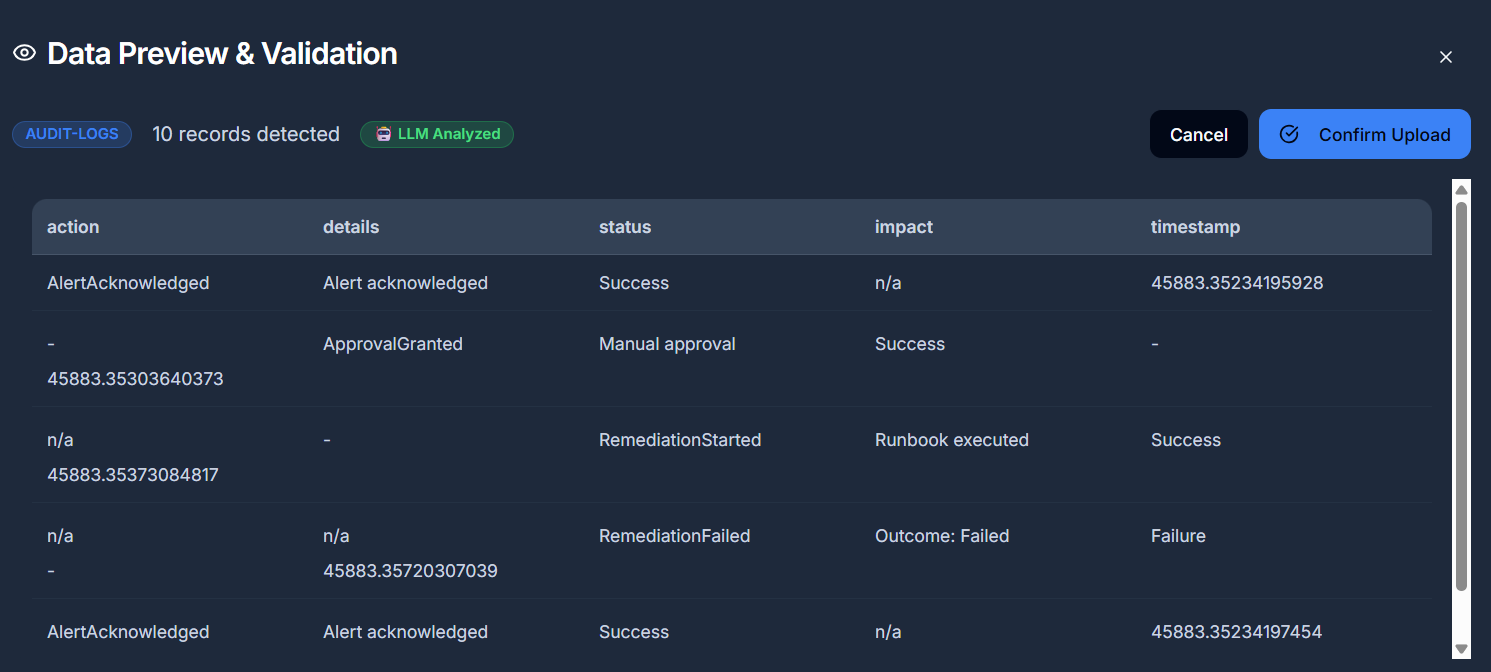 Data Preview & Validation
AUDIT-LOGS 10 records detected LLM Analyzed Cancel Confirm Upload
action details status impact timestamp
AlertAcknowledged Alert acknowledged Success n/a 45883.35234195928
- ApprovalGranted Manual approval Success -
45883.35303640373
n/a - RemediationStarted Runbook executed Success
45883.35373084817
n/a n/a RemediationFailed Outcome: Failed Failure
- 45883.35720307039
AlertAcknowledged Alert acknowledged Success n/a 45883.35234197454